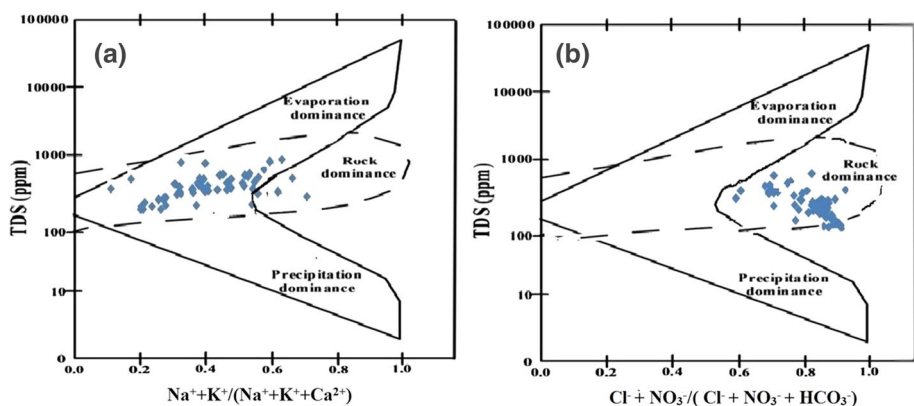 (a)
100000
10000
1000
100
10
0
TDS (ppm)
Evaporation
dominance
Rock
dominance
Precipitation
dominance
0.0 0.2 0.4 0.6 0.8 1.0
Na⁺+K⁺/(Na⁺+K⁺+Ca²⁺)
(b)
100000
10000
1000
100
10
0
TDS (ppm)
Evaporation
dominance
Rock
dominance
Precipitation
dominance
0.0 0.2 0.4 0.6 0.8 1.0
Cl⁻ + NO₃⁻/( Cl⁻ + NO₃⁻ + HCO₃⁻)